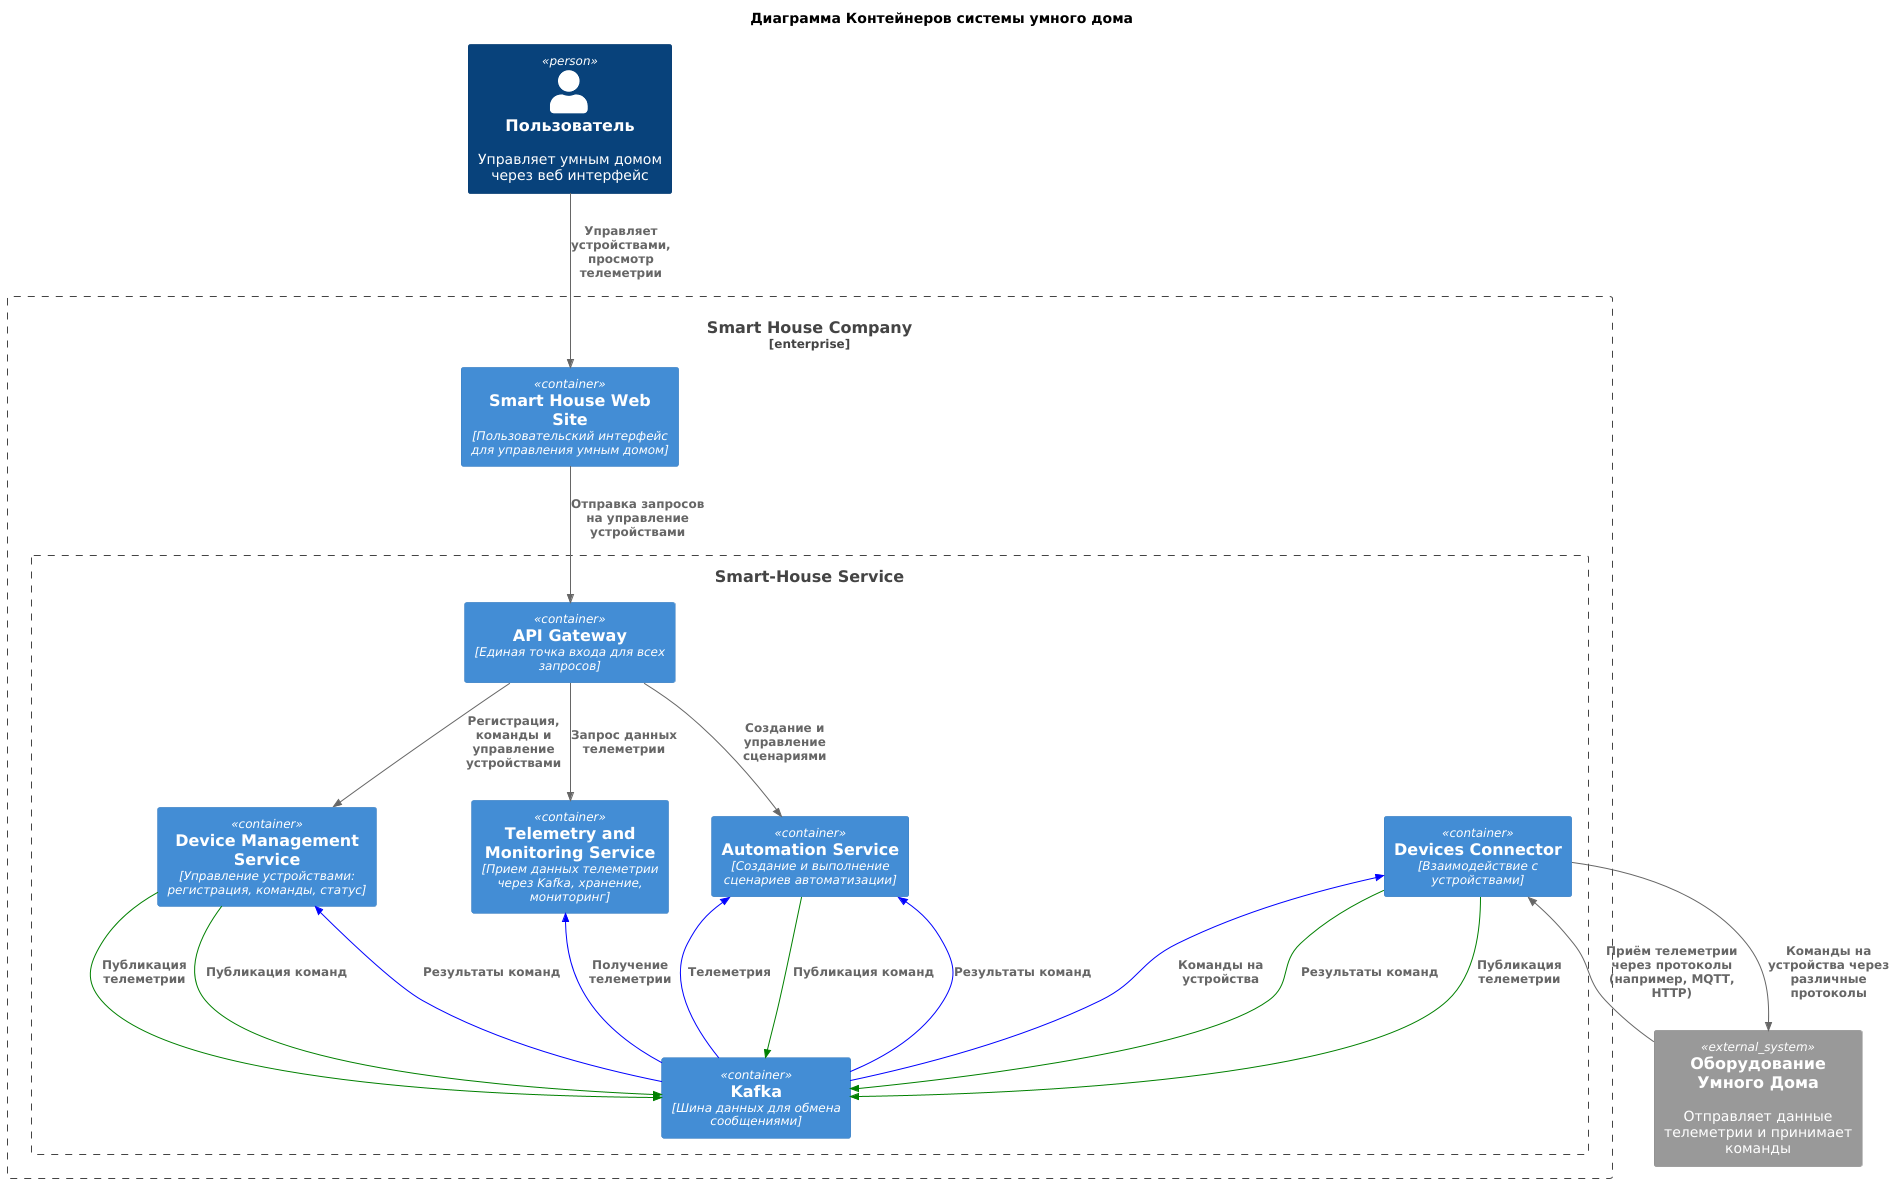 Диаграмма Контейнеров системы умного дома
«person»
Пользователь
Управляет умным домом
через веб интерфейс
Управляет
устройствами,
просмотр
телеметрии
Smart House Company
[enterprise]
«container»
Smart House Web
Site
[Пользовательский интерфейс
для управления умным домом]
Отправка запросов
на управление
устройствами
Smart-House Service
«container»
API Gateway
[Единая точка входа для всех
запросов]
Регистрация,
команды и
управление
устройствами
Запрос данных
телеметрии
Создание и
управление
сценариями
«container»
Device Management
Service
[Управление устройствами:
регистрация, команды, статус]
«container»
Telemetry and
Monitoring Service
[Прием данных телеметрии
через Kafka, хранение,
мониторинг]
«container»
Automation Service
[Создание и выполнение
сценариев автоматизации]
«container»
Devices Connector
[Взаимодействие с
устройствами]
Публикация
телеметрии
Публикация команд
Результаты команд
Получение
телеметрии
Телеметрия
Публикация команд
Результаты команд
Команды на
устройства
Результаты команд
Публикация
телеметрии
Приём телеметрии
через протоколы
(например, MQTT,
HTTP)
Команды на
устройства через
различные
протоколы
«container»
Kafka
[Шина данных для обмена
сообщениями]
«external_system»
Оборудование
Умного Дома
Отправляет данные
телеметрии и принимает
команды